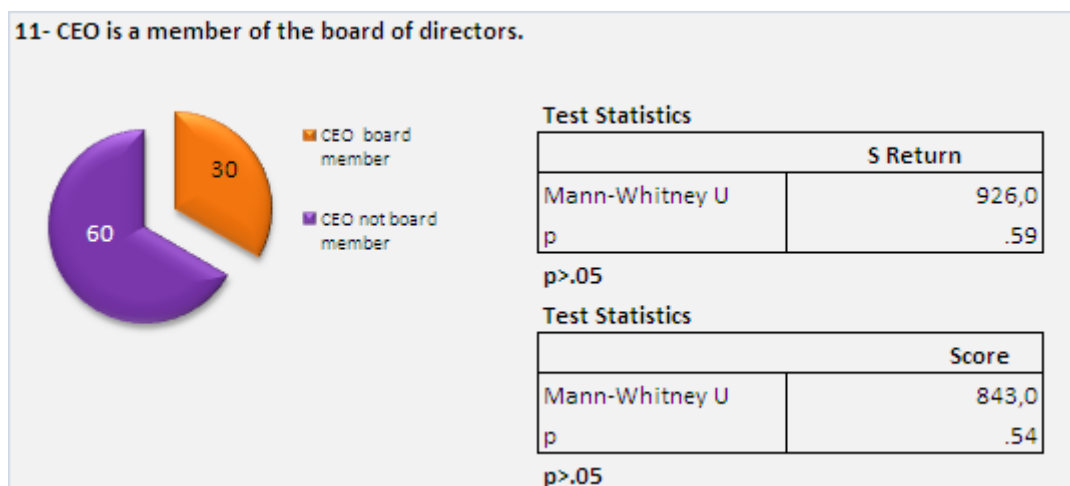 11- CEO is a member of the board of directors.
30
60
CEO board
member
CEO not board
member
Test Statistics
S Return
Mann-Whitney U 926,0
p .59
p>.05
Test Statistics
Score
Mann-Whitney U 843,0
p .54
p>.05